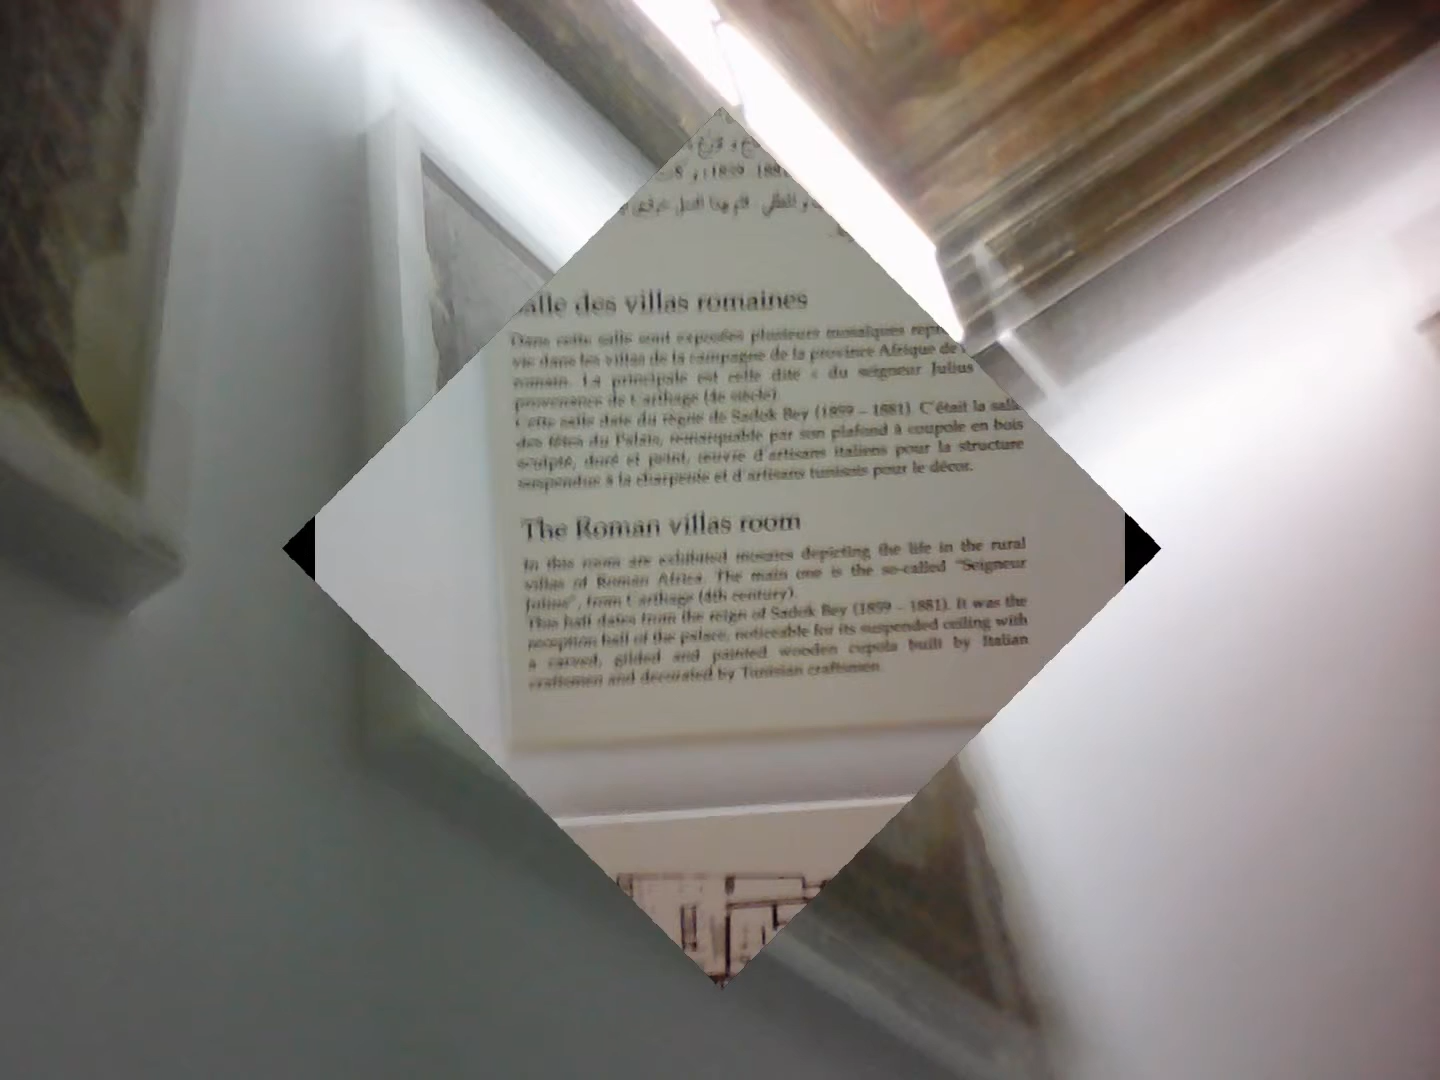 و 1859 1881
alle des villas romaines
Dans cette salle sont exposées plusieurs mosaïques repr
vie dans les villas de la campagne de la province Afrique de
romain. La principale est celle dite « du seigneur Julius
provenance de Carthage (4e siècle).
Cette salle date du règne de Sadok Bey (1859 – 1881). C'était la salle
des fêtes du Palais, remarquable par son plafond à coupole en bois
sculpté, doré et peint, œuvre d'artisans italiens pour la structure
suspendue à la charpente et d'artisans tunisois pour le décor.
The Roman villas room
In this room are exhibited mosaics depicting the life in the rural
villas of Roman Africa. The main one is the so-called "Seigneur
Julius", from Carthage (4th century).
This hall dates from the reign of Sadok Bey (1859 – 1881). It was the
reception hall of the palace, noticeable for its suspended ceiling with
a carved, gilded and painted wooden cupola built by Italian
craftsmen and decorated by Tunisian craftsmen